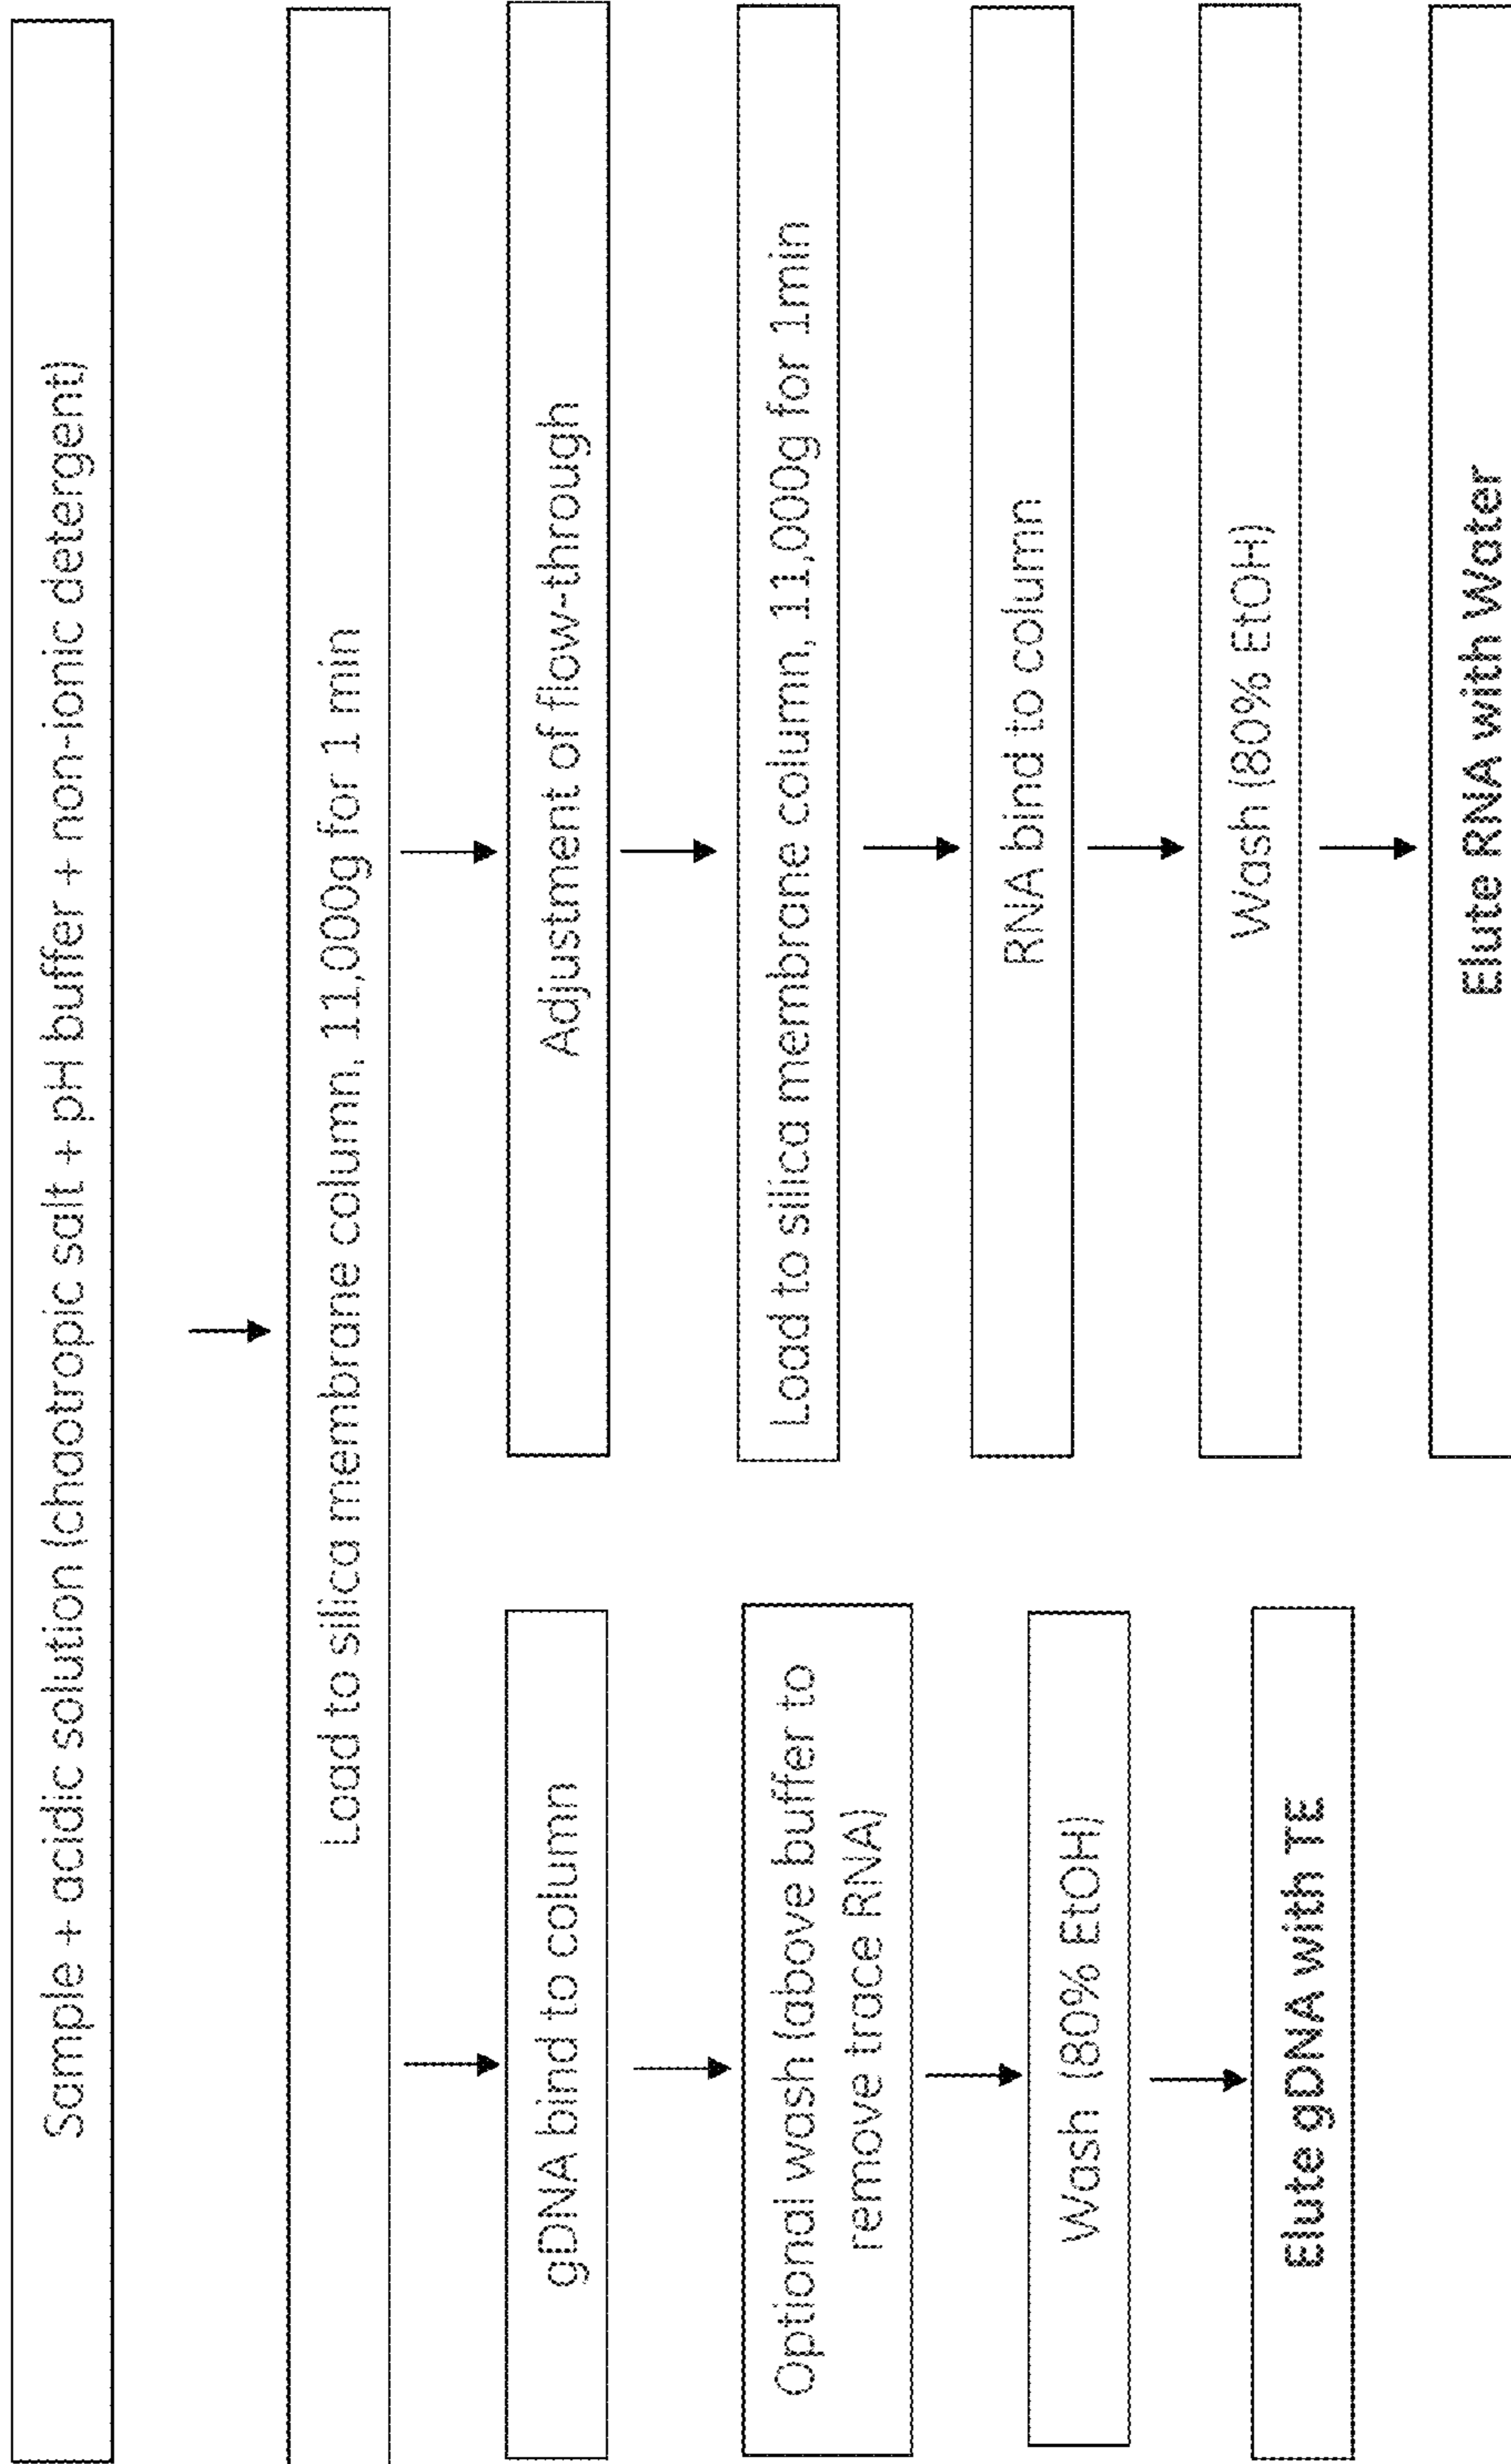 Sample + acidic solution (chaotropic salt + pH buffer + non-ionic detergent)
Load to silica membrane column, 11,000g for 1 min
gDNA bind to column
Optional wash (above buffer to
remove trace RNA)
Wash (80% EtOH)
Elute gDNA with TE
Adjustment of flow-through
Load to silica membrane column, 11,000g for 1min
RNA bind to column
Wash (80% EtOH)
Elute RNA with Water